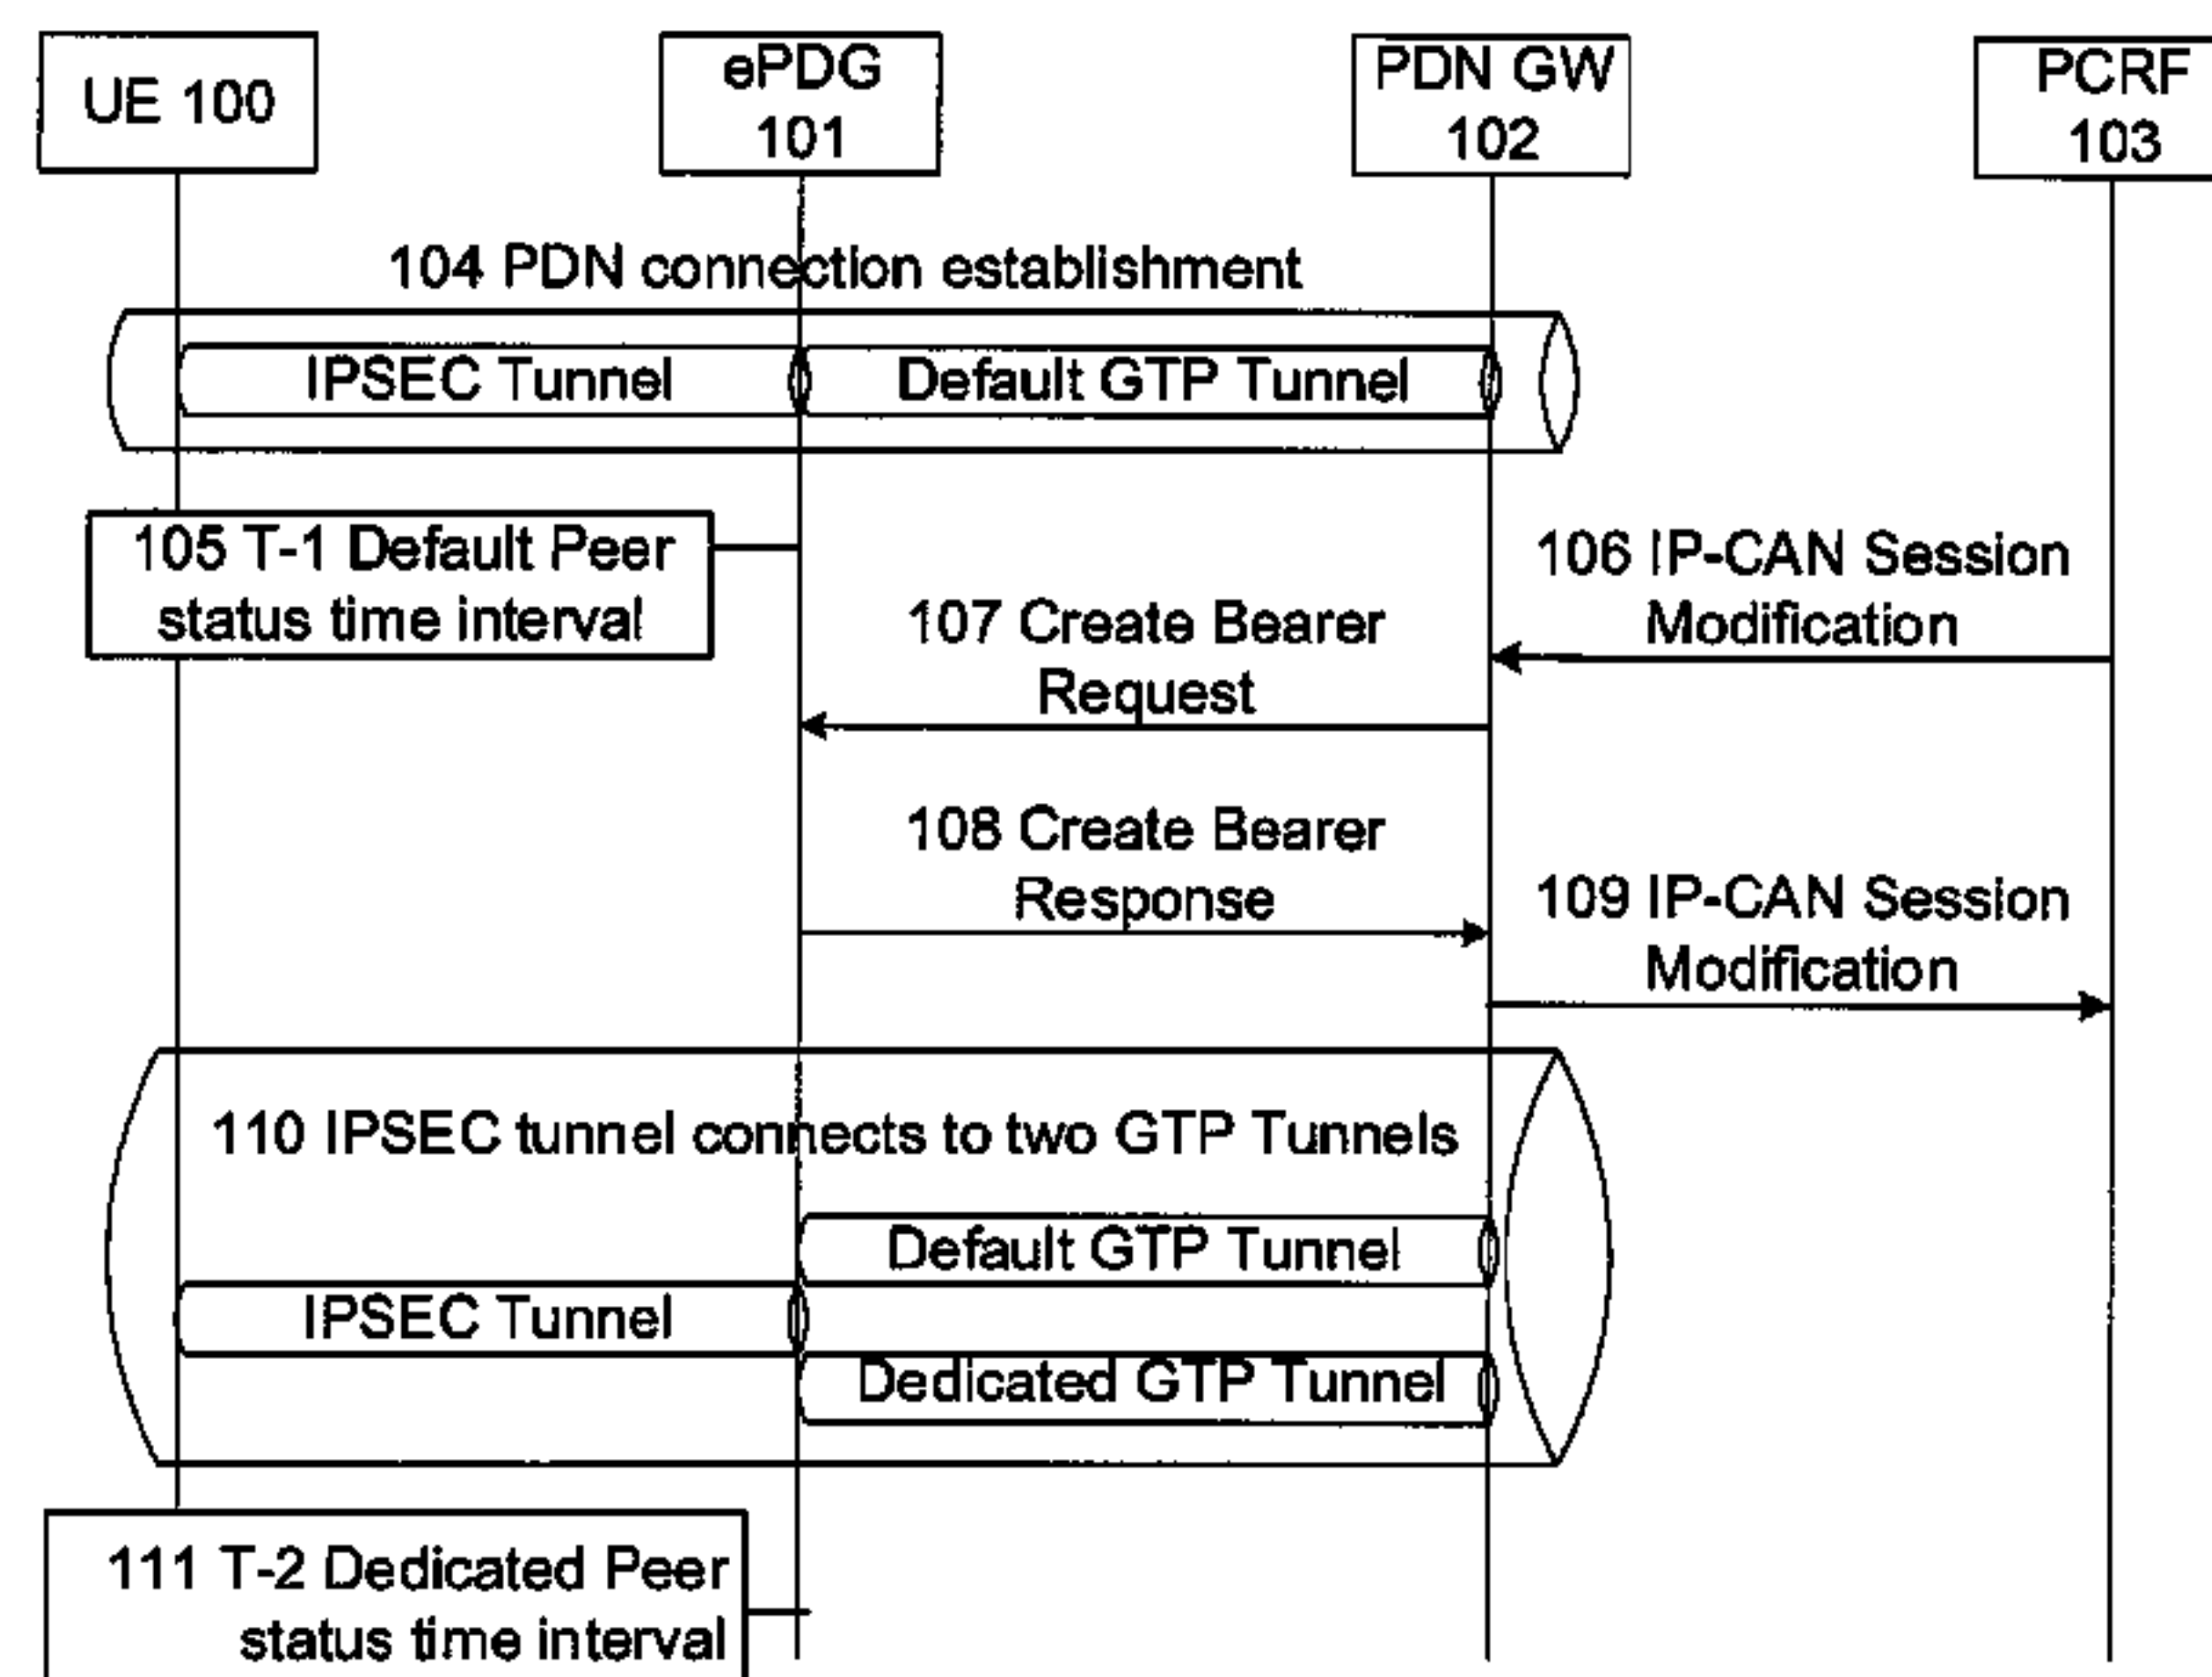 UE 100
ePDG
101
PDN GW
102
PCRF
103
104 PDN connection establishment
IPSEC Tunnel
Default GTP Tunnel
105 T-1 Default Peer
status time interval
106 IP-CAN Session
Modification
107 Create Bearer
Request
108 Create Bearer
Response
109 IP-CAN Session
Modification
110 IPSEC tunnel connects to two GTP Tunnels
Default GTP Tunnel
IPSEC Tunnel
Dedicated GTP Tunnel
111 T-2 Dedicated Peer
status time interval